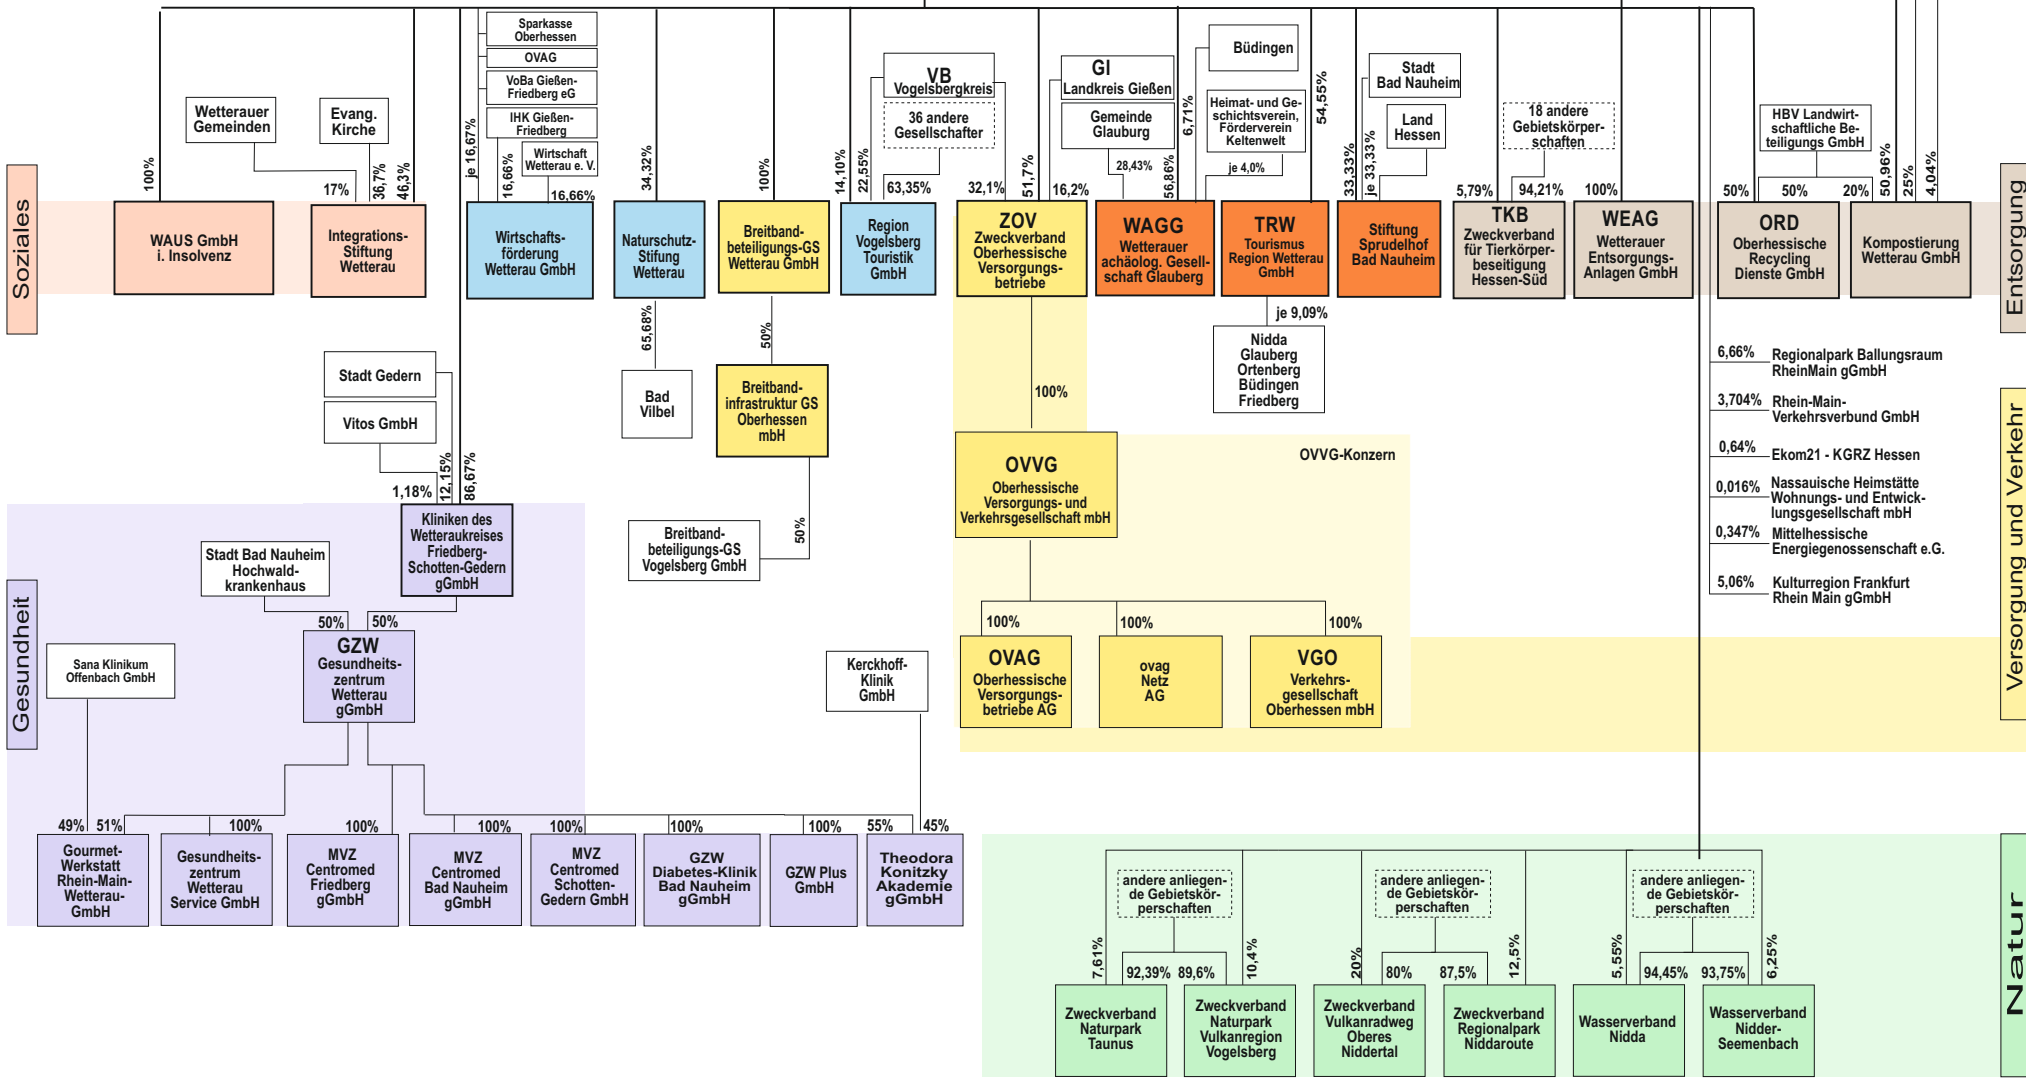 Sparkasse
Oberhessen
OVAG
VoBa Gießen-
Friedberg eG
IHK Gießen-
Friedberg
Wirtschaft
Wetterau e. V.
Wetterauer
Gemeinden
Evang.
Kirche
VB
Vogelsbergkreis
36 andere
Gesellschafter
GI
Landkreis Gießen
Gemeinde
Glauburg
Büdingen
Heimat- und Ge-
schichtsverein,
Förderverein
Keltenwelt
Stadt
Bad Nauheim
Land
Hessen
18 andere
Gebietskörper-
schaften
HBV Landwirt-
schaftliche Be-
teiligungs GmbH
100%
17%
36,7%
46,3%
je 16,67%
16,66%
16,66%
34,32%
100%
14,10%
22,55%
63,35%
32,1%
51,7%
16,2%
28,43%
56,86%
6,71%
je 4,0%
54,55%
33,33%
je 33,33%
5,79%
94,21%
100%
50%
50%
20%
50,96%
25%
4,04%
Soziales
WAUS GmbH
i. Insolvenz
Integrations-
Stiftung
Wetterau
Wirtschafts-
förderung
Wetterau GmbH
Naturschutz-
Stifung
Wetterau
Breitband-
beteiligungs-GS
Wetterau GmbH
Region
Vogelsberg
Touristik
GmbH
ZOV
Zweckverband
Oberhessische
Versorgungs-
betriebe
WAGG
Wetterauer
achäolog. Gesell-
schaft Glauberg
TRW
Tourismus
Region Wetterau
GmbH
Stiftung
Sprudelhof
Bad Nauheim
TKB
Zweckverband
für Tierkörper-
beseitigung
Hessen-Süd
WEAG
Wetterauer
Entsorgungs-
Anlagen GmbH
ORD
Oberhessische
Recycling
Dienste GmbH
Kompostierung
Wetterau GmbH
Entsorgung
65,68%
Bad
Vilbel
50%
Breitband-
infrastruktur GS
Oberhessen
mbH
50%
Breitband-
beteiligungs-GS
Vogelsberg GmbH
je 9,09%
Nidda
Glauberg
Ortenberg
Büdingen
Friedberg
6,66%
Regionalpark Ballungsraum
RheinMain gGmbH
3,704%
Rhein-Main-
Verkehrsverbund GmbH
0,64%
Ekom21 - KGRZ Hessen
0,016%
Nassauische Heimstätte
Wohnungs- und Entwick-
lungsgesellschaft mbH
0,347%
Mittelhessische
Energiegenossenschaft e.G.
5,06%
Kulturregion Frankfurt
Rhein Main gGmbH
Versorgung und Verkehr
100%
OVVG-Konzern
OVVG
Oberhessische
Versorgungs- und
Verkehrsgesellschaft mbH
100%
100%
100%
OVAG
Oberhessische
Versorgungs-
betriebe AG
ovag
Netz
AG
VGO
Verkehrs-
gesellschaft
Oberhessen mbH
Stadt Gedern
Vitos GmbH
1,18%
12,15%
86,67%
Kliniken des
Wetteraukreises
Friedberg-
Schotten-Gedern
gGmbH
Stadt Bad Nauheim
Hochwald-
krankenhaus
50%
50%
Gesundheit
GZW
Gesundheits-
zentrum
Wetterau
gGmbH
Sana Klinikum
Offenbach GmbH
Kerckhoff-
Klinik
GmbH
49%
51%
100%
100%
100%
100%
100%
100%
55%
45%
Gourmet-
Werkstatt
Rhein-Main-
Wetterau-
GmbH
Gesundheits-
zentrum
Wetterau
Service GmbH
MVZ
Centromed
Friedberg
gGmbH
MVZ
Centromed
Bad Nauheim
gGmbH
MVZ
Centromed
Schotten-
Gedern GmbH
GZW
Diabetes-Klinik
Bad Nauheim
gGmbH
GZW Plus
GmbH
Theodora
Konitzky
Akademie
gGmbH
andere anliegen-
de Gebietskör-
perschaften
andere anliegen-
de Gebietskör-
perschaften
andere anliegen-
de Gebietskör-
perschaften
7,61%
92,39%
89,6%
10,4%
20%
80%
87,5%
12,5%
5,55%
94,45%
93,75%
6,25%
Zweckverband
Naturpark
Taunus
Zweckverband
Naturpark
Vulkanregion
Vogelsberg
Zweckverband
Vulkanradweg
Oberes
Niddertal
Zweckverband
Regionalpark
Niddaroute
Wasserverband
Nidda
Wasserverband
Nidder-
Seemenbach
Natur